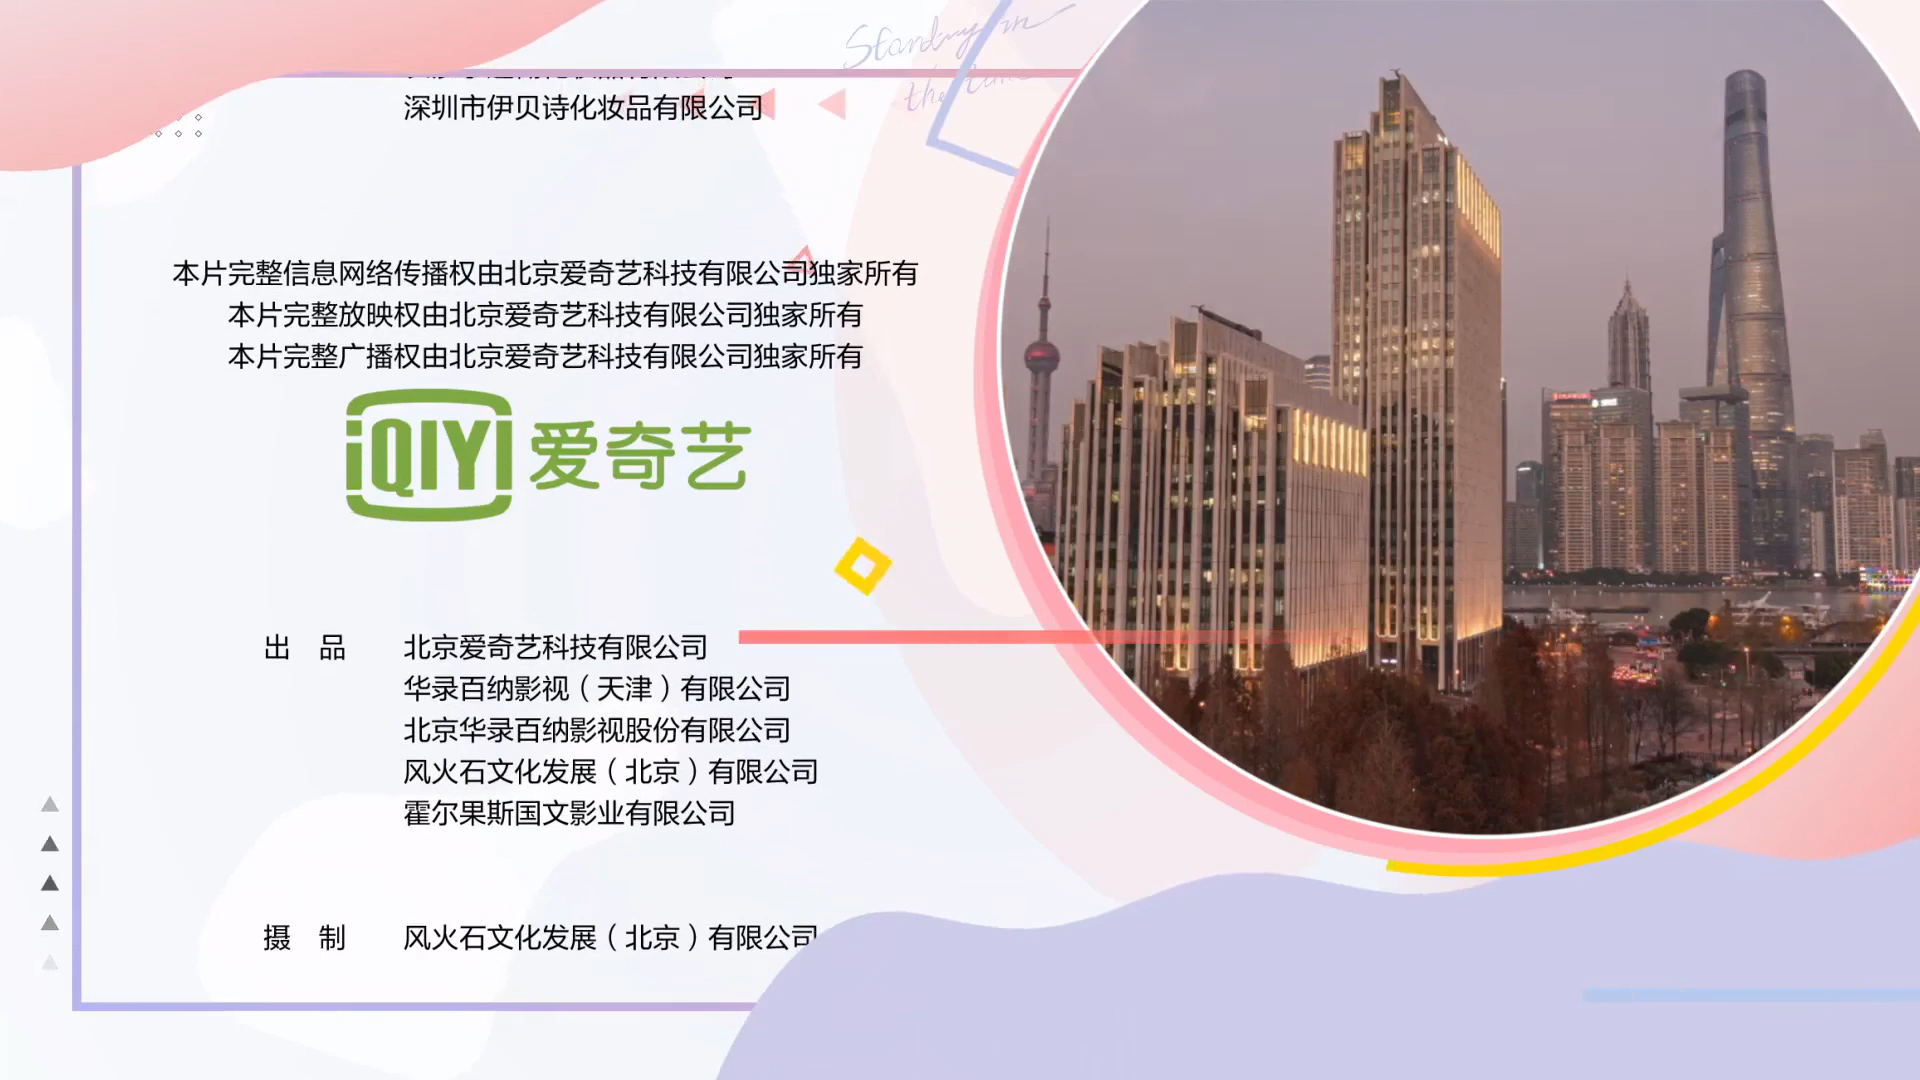 Standing in
the time
深圳市伊贝诗化妆品有限公司
本片完整信息网络传播权由北京爱奇艺科技有限公司独家所有
本片完整放映权由北京爱奇艺科技有限公司独家所有
本片完整广播权由北京爱奇艺科技有限公司独家所有
iQIYI 爱奇艺
出 品 北京爱奇艺科技有限公司
华录百纳影视（天津）有限公司
北京华录百纳影视股份有限公司
风火石文化发展（北京）有限公司
霍尔果斯国文影业有限公司
摄 制 风火石文化发展（北京）有限公司